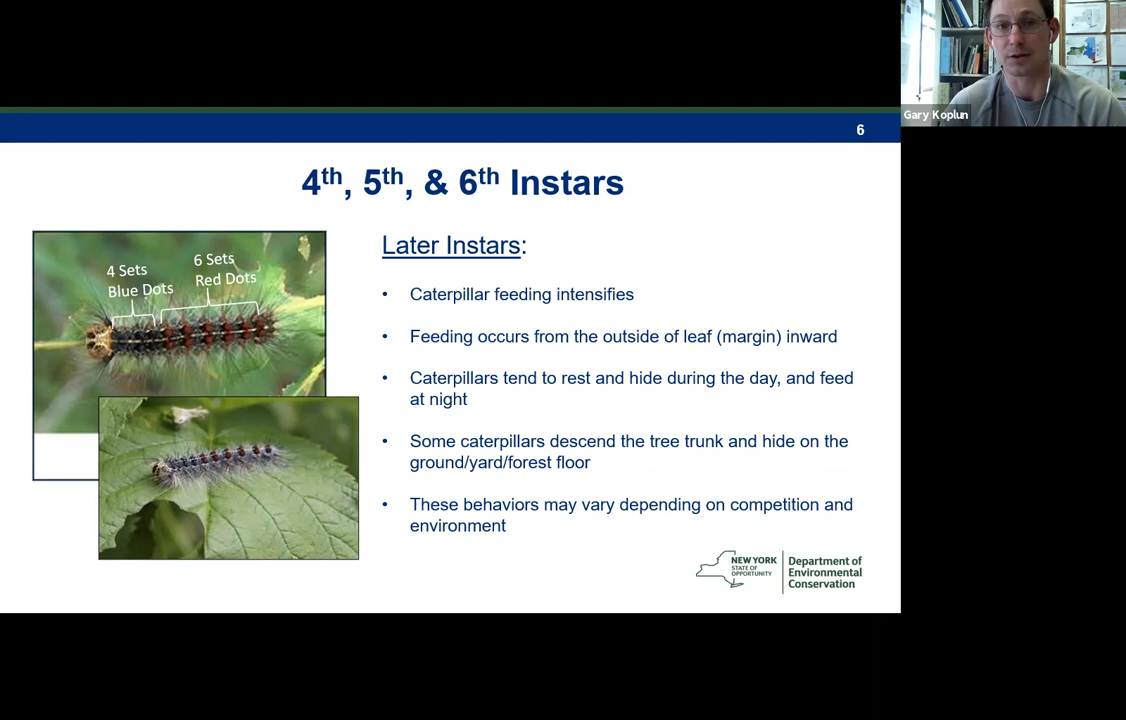 Gary Koplun
6
4th, 5th, & 6th Instars
4 Sets
Blue Dots
6 Sets
Red Dots
Later Instars:
• Caterpillar feeding intensifies
• Feeding occurs from the outside of leaf (margin) inward
• Caterpillars tend to rest and hide during the day, and feed
at night
• Some caterpillars descend the tree trunk and hide on the
ground/yard/forest floor
• These behaviors may vary depending on competition and
environment
NEW YORK
STATE OF
OPPORTUNITY
Department of
Environmental
Conservation